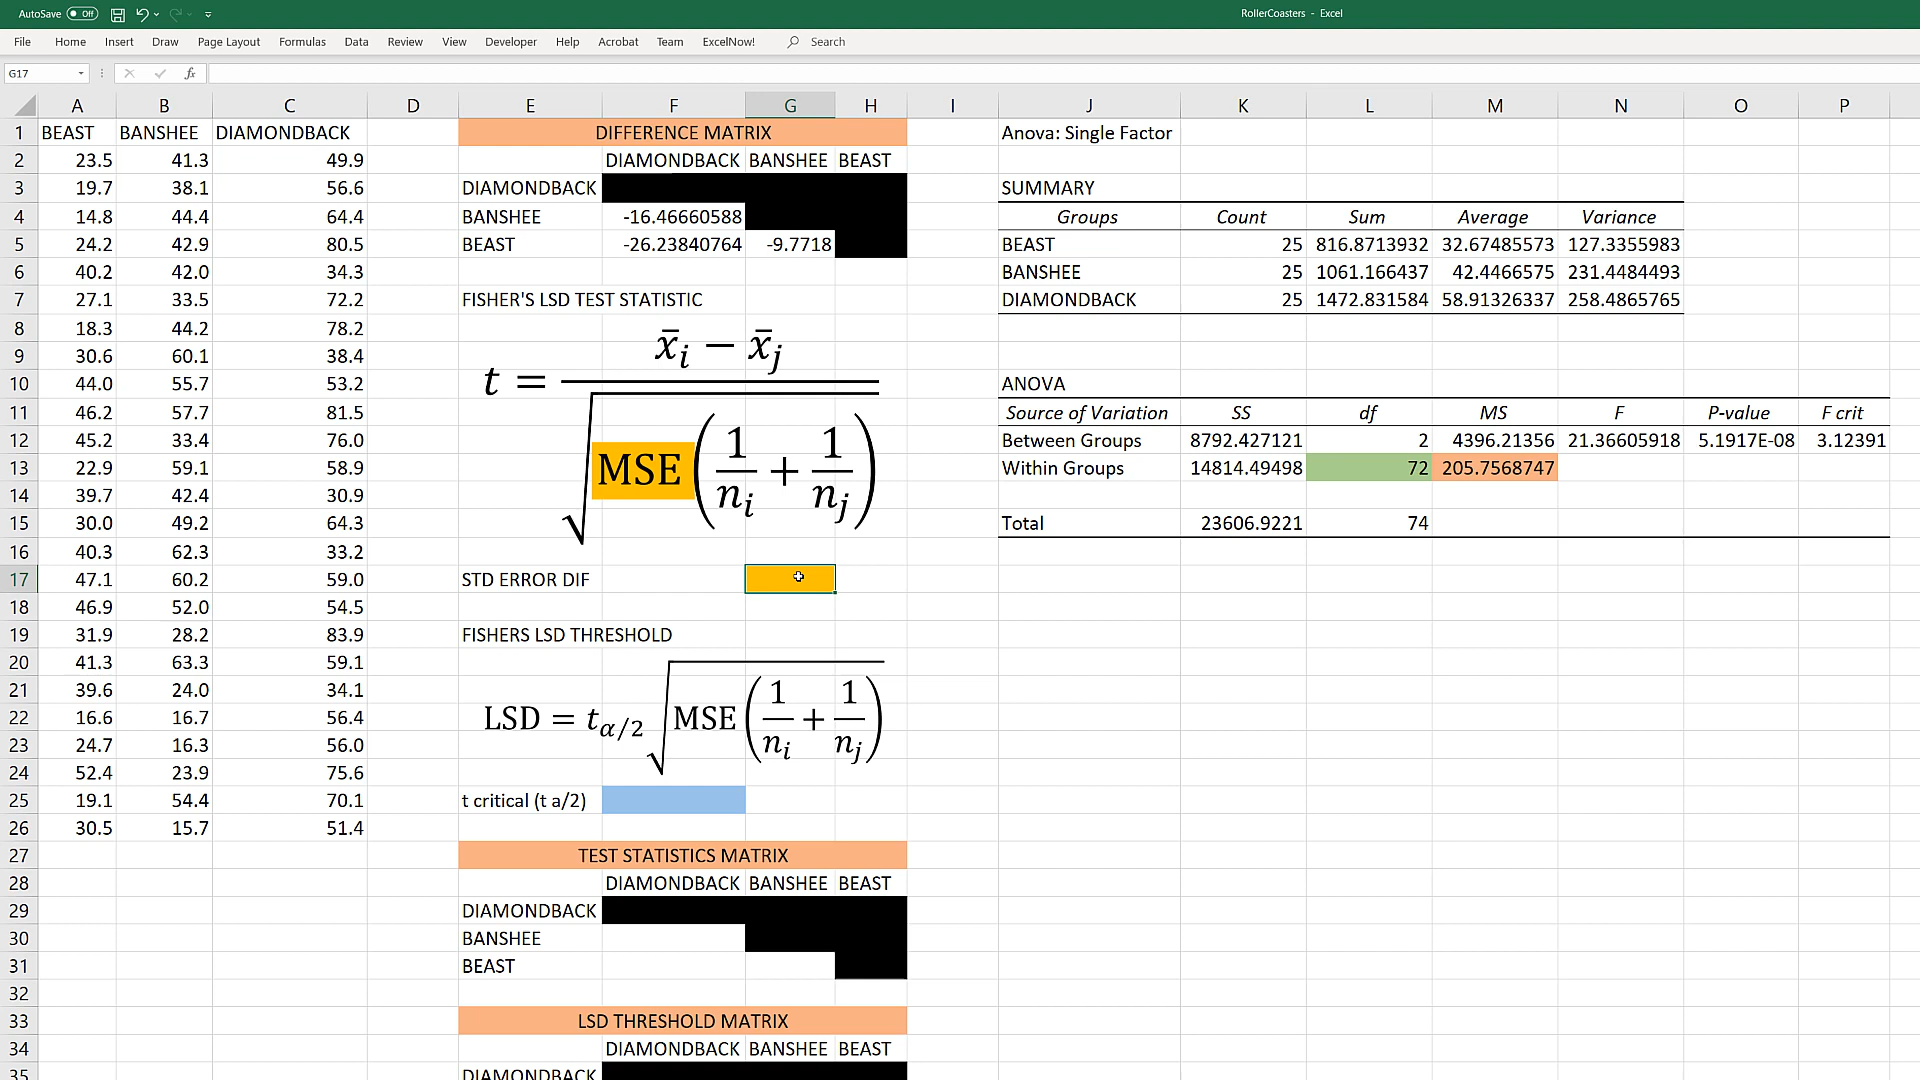 AutoSave Off RollerCoasters - Excel
File Home Insert Draw Page Layout Formulas Data Review View Developer Help Acrobat Team ExcelNow! Search
G17 fx
A B C D E F G H I J K L M N O P
1 BEAST BANSHEE DIAMONDBACK DIFFERENCE MATRIX Anova: Single Factor
2 23.5 41.3 49.9 DIAMONDBACK BANSHEE BEAST
3 19.7 38.1 56.6 DIAMONDBACK SUMMARY
4 14.8 44.4 64.4 BANSHEE -16.46660588 Groups Count Sum Average Variance
5 24.2 42.9 80.5 BEAST -26.23840764 -9.7718 BEAST 25 816.8713932 32.67485573 127.3355983
6 40.2 42.0 34.3 BANSHEE 25 1061.166437 42.4466575 231.4484493
7 27.1 33.5 72.2 FISHER'S LSD TEST STATISTIC DIAMONDBACK 25 1472.831584 58.91326337 258.4865765
8 18.3 44.2 78.2
9 30.6 60.1 38.4
10 44.0 55.7 53.2 ANOVA
11 46.2 57.7 81.5 Source of Variation SS df MS F P-value F crit
12 45.2 33.4 76.0 Between Groups 8792.427121 2 4396.21356 21.36605918 5.1917E-08 3.12391
13 22.9 59.1 58.9 Within Groups 14814.49498 72 205.7568747
t = x̄i − x̄j / √MSE(1/ni + 1/nj)
14 39.7 42.4 30.9
15 30.0 49.2 64.3 Total 23606.9221 74
16 40.3 62.3 33.2
17 47.1 60.2 59.0 STD ERROR DIF
18 46.9 52.0 54.5
19 31.9 28.2 83.9 FISHERS LSD THRESHOLD
20 41.3 63.3 59.1
21 39.6 24.0 34.1
22 16.6 16.7 56.4
LSD = tα/2 √MSE(1/ni + 1/nj)
23 24.7 16.3 56.0
24 52.4 23.9 75.6
25 19.1 54.4 70.1 t critical (t a/2)
26 30.5 15.7 51.4
27 TEST STATISTICS MATRIX
28 DIAMONDBACK BANSHEE BEAST
29 DIAMONDBACK
30 BANSHEE
31 BEAST
32
33 LSD THRESHOLD MATRIX
34 DIAMONDBACK BANSHEE BEAST
35 DIAMONDBACK